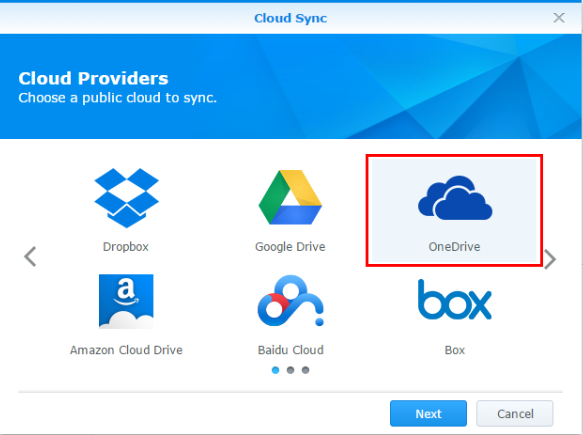 Cloud Sync
Cloud Providers
Choose a public cloud to sync.
Dropbox
Google Drive
OneDrive
a
box
Amazon Cloud Drive
Baidu Cloud
Box
Next
Cancel